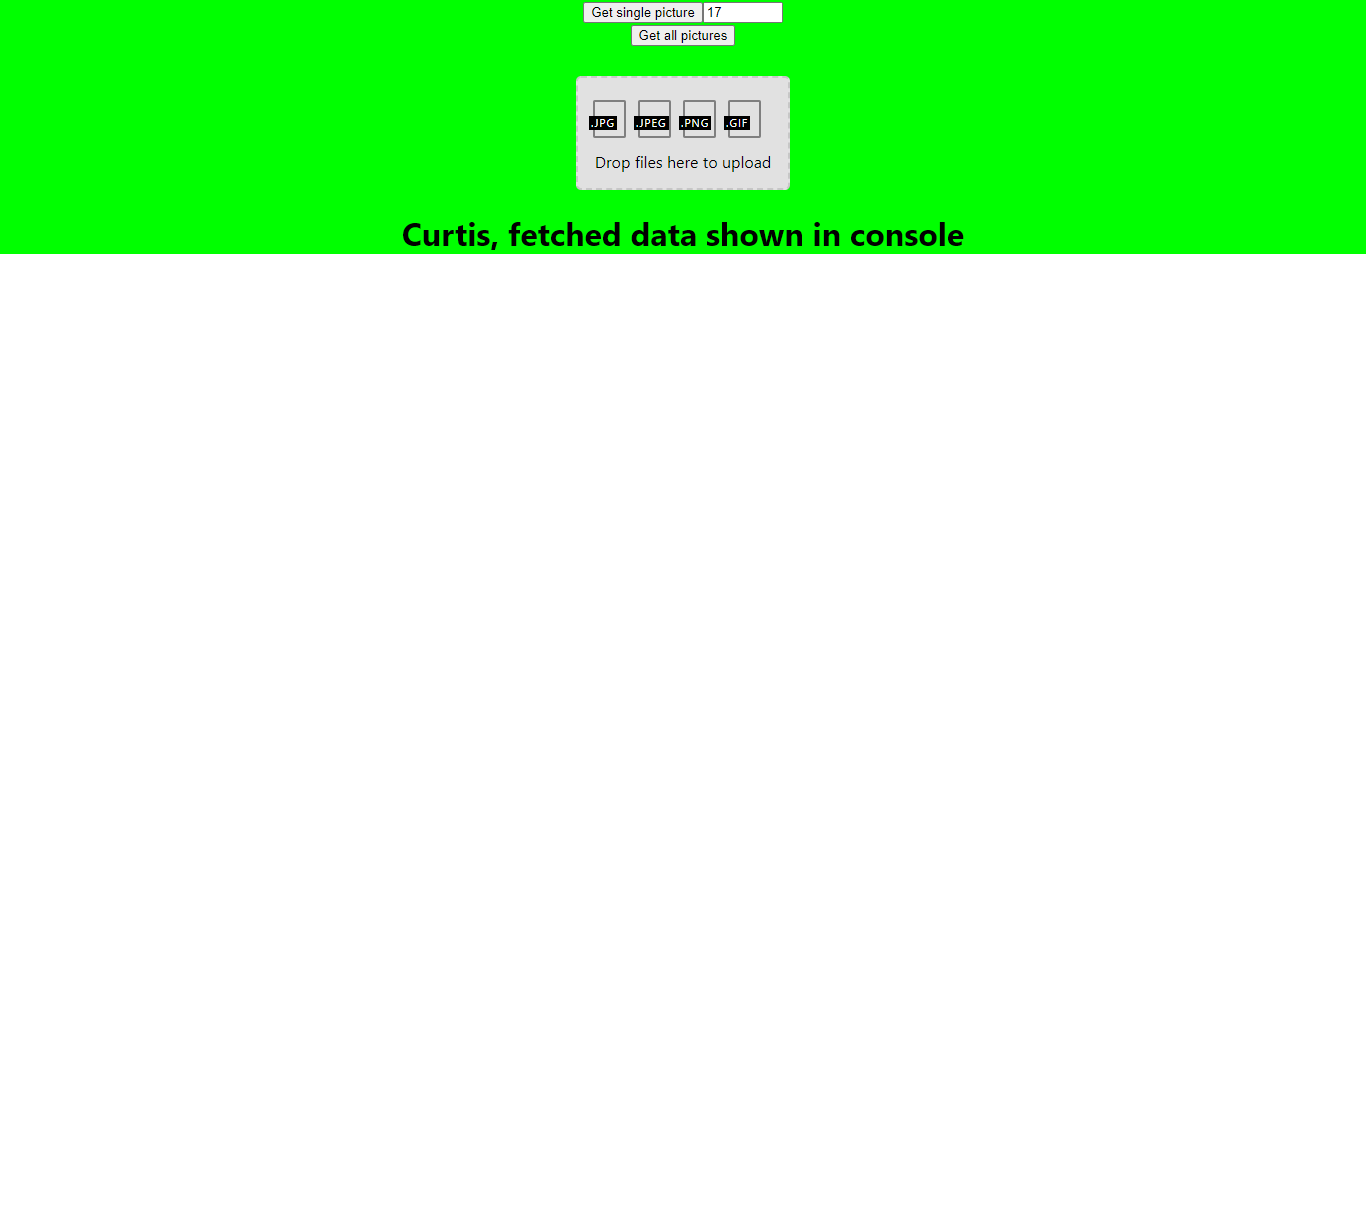 Get single picture 17
Get all pictures
.JPG .JPEG .PNG .GIF
Drop files here to upload
Curtis, fetched data shown in console